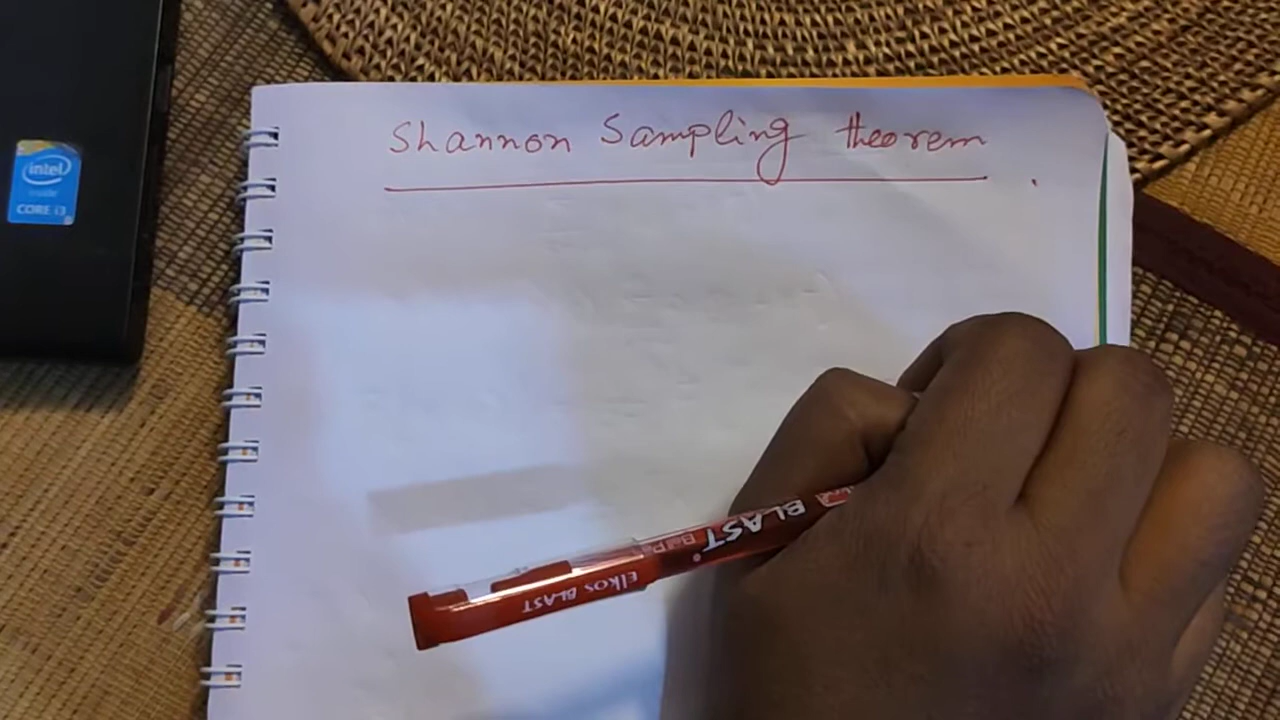 Shannon Sampling theorem
intel
inside
CORE i3
BLAST
elkos BLAST